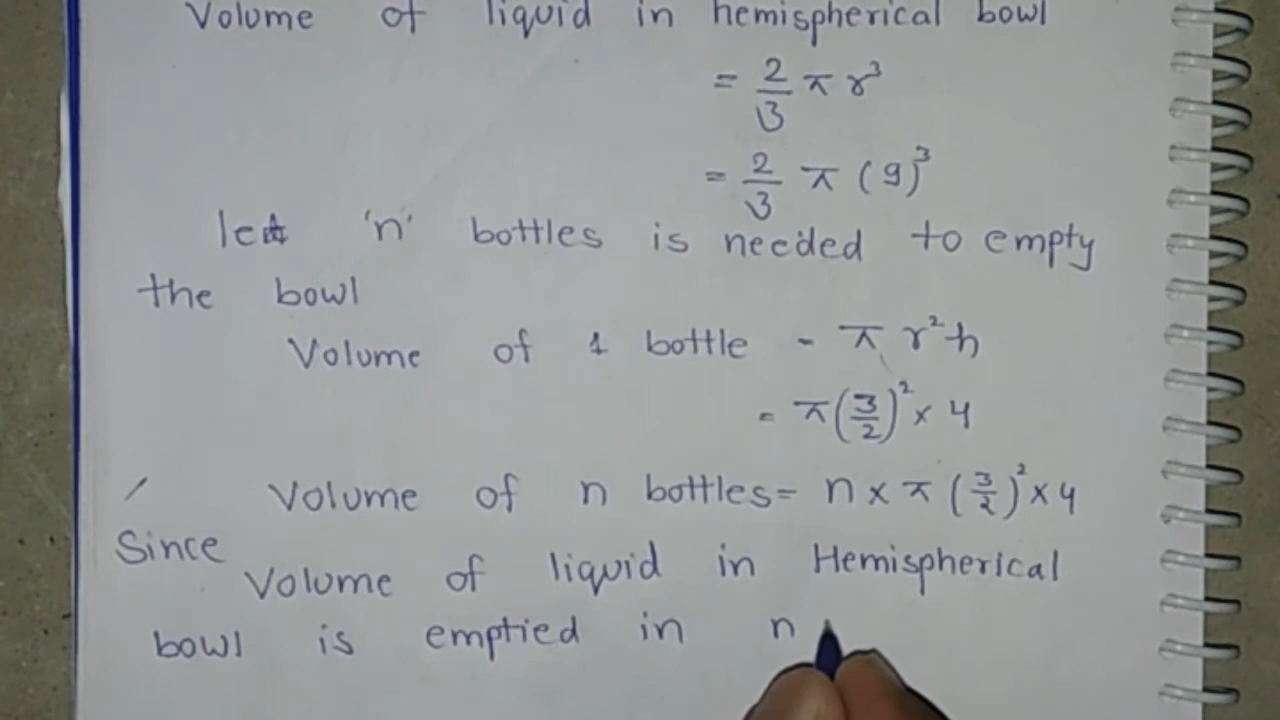 Volume of liquid in hemispherical bowl
= 2/3 π r³
= 2/3 π (9)³
let 'n' bottles is needed to empty
the bowl
Volume of 1 bottle - π r²h
= π(3/2)² × 4
Volume of n bottles = n × π (3/2)² × 4
Since
Volume of liquid in Hemispherical
bowl is emptied in n